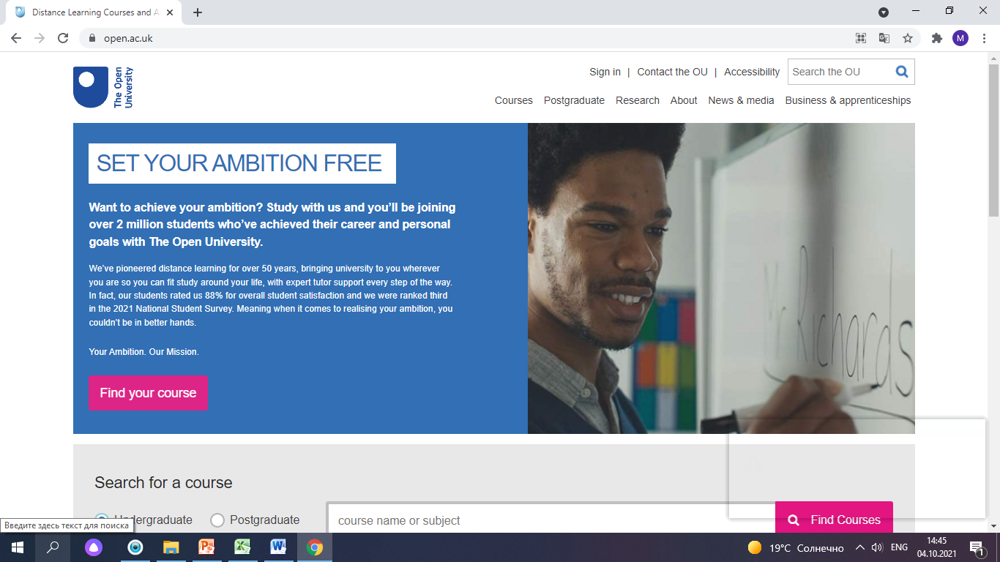 Distance Learning Courses and A
open.ac.uk
M
The Open
University
Sign in | Contact the OU | Accessibility
Search the OU
Courses Postgraduate Research About News & media Business & apprenticeships
SET YOUR AMBITION FREE
Want to achieve your ambition? Study with us and you'll be joining
over 2 million students who've achieved their career and personal
goals with The Open University.
We've pioneered distance learning for over 50 years, bringing university to you wherever
you are so you can fit study around your life, with expert tutor support every step of the way.
In fact, our students rated us 88% for overall student satisfaction and we were ranked third
in the 2021 National Student Survey. Meaning when it comes to realising your ambition, you
couldn't be in better hands.
Your Ambition. Our Mission.
Find your course
Mr Richards
Search for a course
Undergraduate Postgraduate
course name or subject
Find Courses
Введите здесь текст для поиска
19°C Солнечно
ENG
14:45
04.10.2021
1